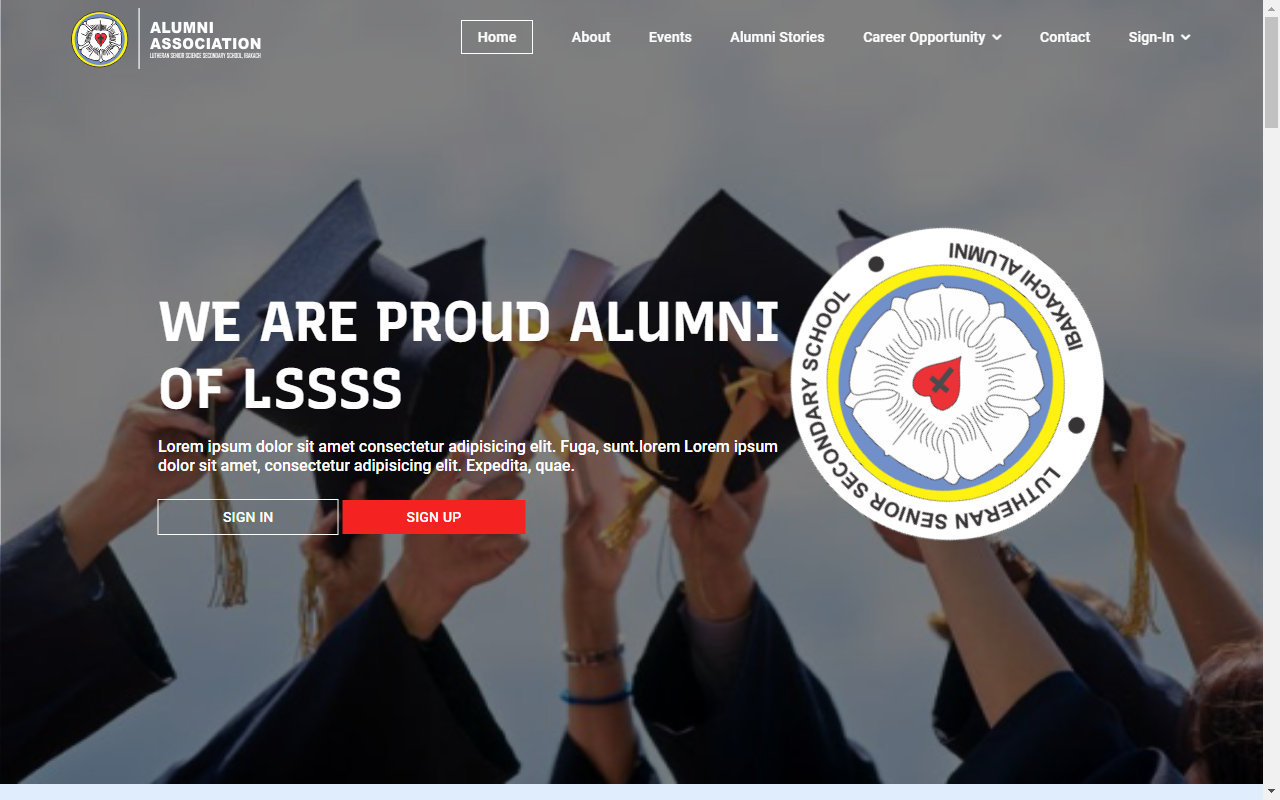 ALUMNI
ASSOCIATION
LUTHERAN SENIOR SCIENCE SECONDARY SCHOOL, IBAKACHI
Home
About
Events
Alumni Stories
Career Opportunity
Contact
Sign-In
WE ARE PROUD ALUMNI
OF LSSSS
Lorem ipsum dolor sit amet consectetur adipisicing elit. Fuga, sunt.lorem Lorem ipsum
dolor sit amet, consectetur adipisicing elit. Expedita, quae.
SIGN IN
SIGN UP
LUTHERAN SENIOR SECONDARY SCHOOL
IBAKACHI ALUMNI